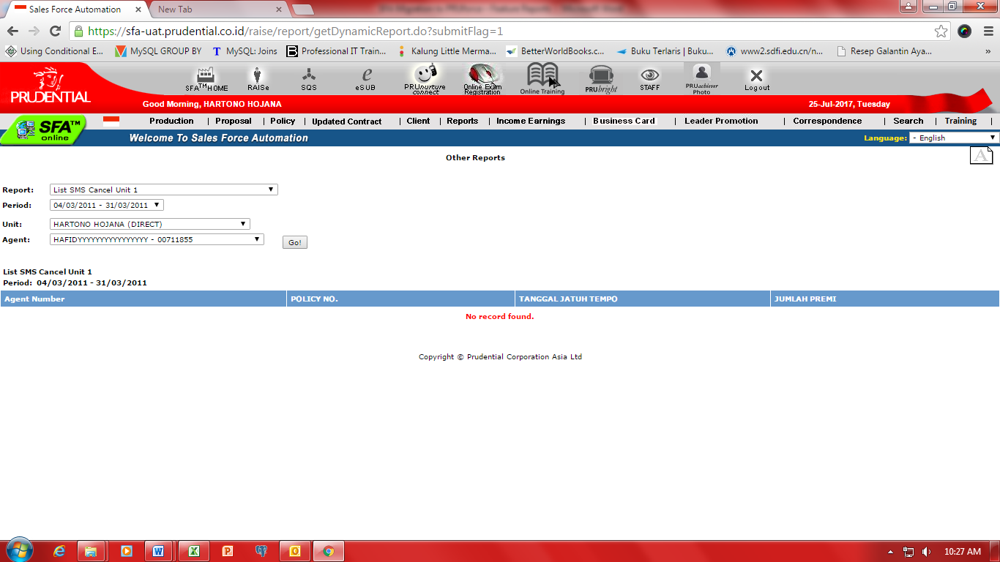 Sales Force Automation
New Tab
https://sfa-uat.prudential.co.id/raise/report/getDynamicReport.do?submitFlag=1
Using Conditional E... MySQL GROUP BY MySQL: Joins Professional IT Train... Kalung Little Merma... BetterWorldBooks.c... Buku Terlaris | Buku... www2.sdfi.edu.cn/n... Resep Galantin Aya... »
PRUDENTIAL
SFA™HOME RAISe SQS eSUB PRUnurture connect Online Exam Registration Online Training PRUbright STAFF PRUachiever Photo Logout
Good Morning, HARTONO HOJANA 25-Jul-2017, Tuesday
SFA™ online
Production | Proposal | Policy | Updated Contract | Client | Reports | Income Earnings | Business Card | Leader Promotion | Correspondence | Search | Training |
Welcome To Sales Force Automation Language: - English
Other Reports
A
Report: List SMS Cancel Unit 1
Period: 04/03/2011 - 31/03/2011
Unit: HARTONO HOJANA (DIRECT)
Agent: HAFIDYYYYYYYYYYYYYYYY - 00711855 Go!
List SMS Cancel Unit 1
Period: 04/03/2011 - 31/03/2011
Agent Number POLICY NO. TANGGAL JATUH TEMPO JUMLAH PREMI
No record found.
Copyright © Prudential Corporation Asia Ltd
10:27 AM